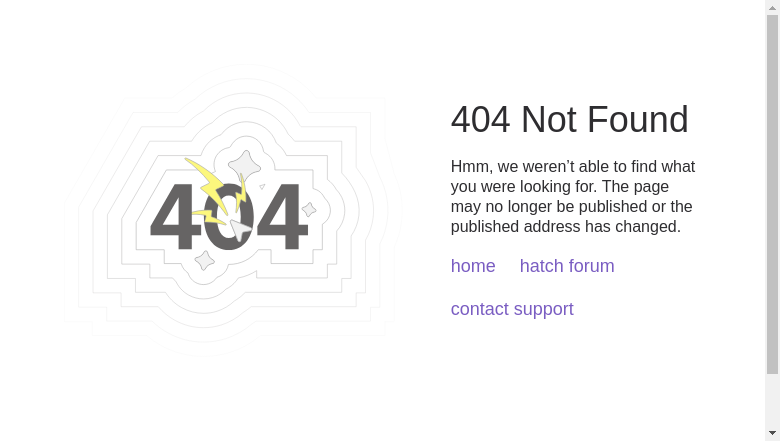 404
404 Not Found
Hmm, we weren’t able to find what
you were looking for. The page
may no longer be published or the
published address has changed.
home hatch forum
contact support